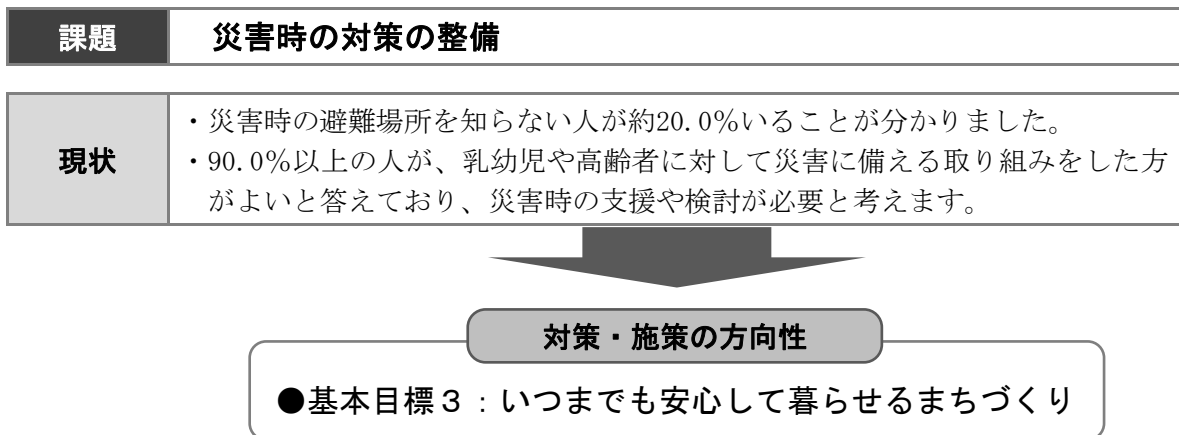 課題 災害時の対策の整備
現状
・災害時の避難場所を知らない人が約20.0%いることが分かりました。
・90.0%以上の人が、乳幼児や高齢者に対して災害に備える取り組みをした方
がよいと答えており、災害時の支援や検討が必要と考えます。
対策・施策の方向性
●基本目標3：いつまでも安心して暮らせるまちづくり